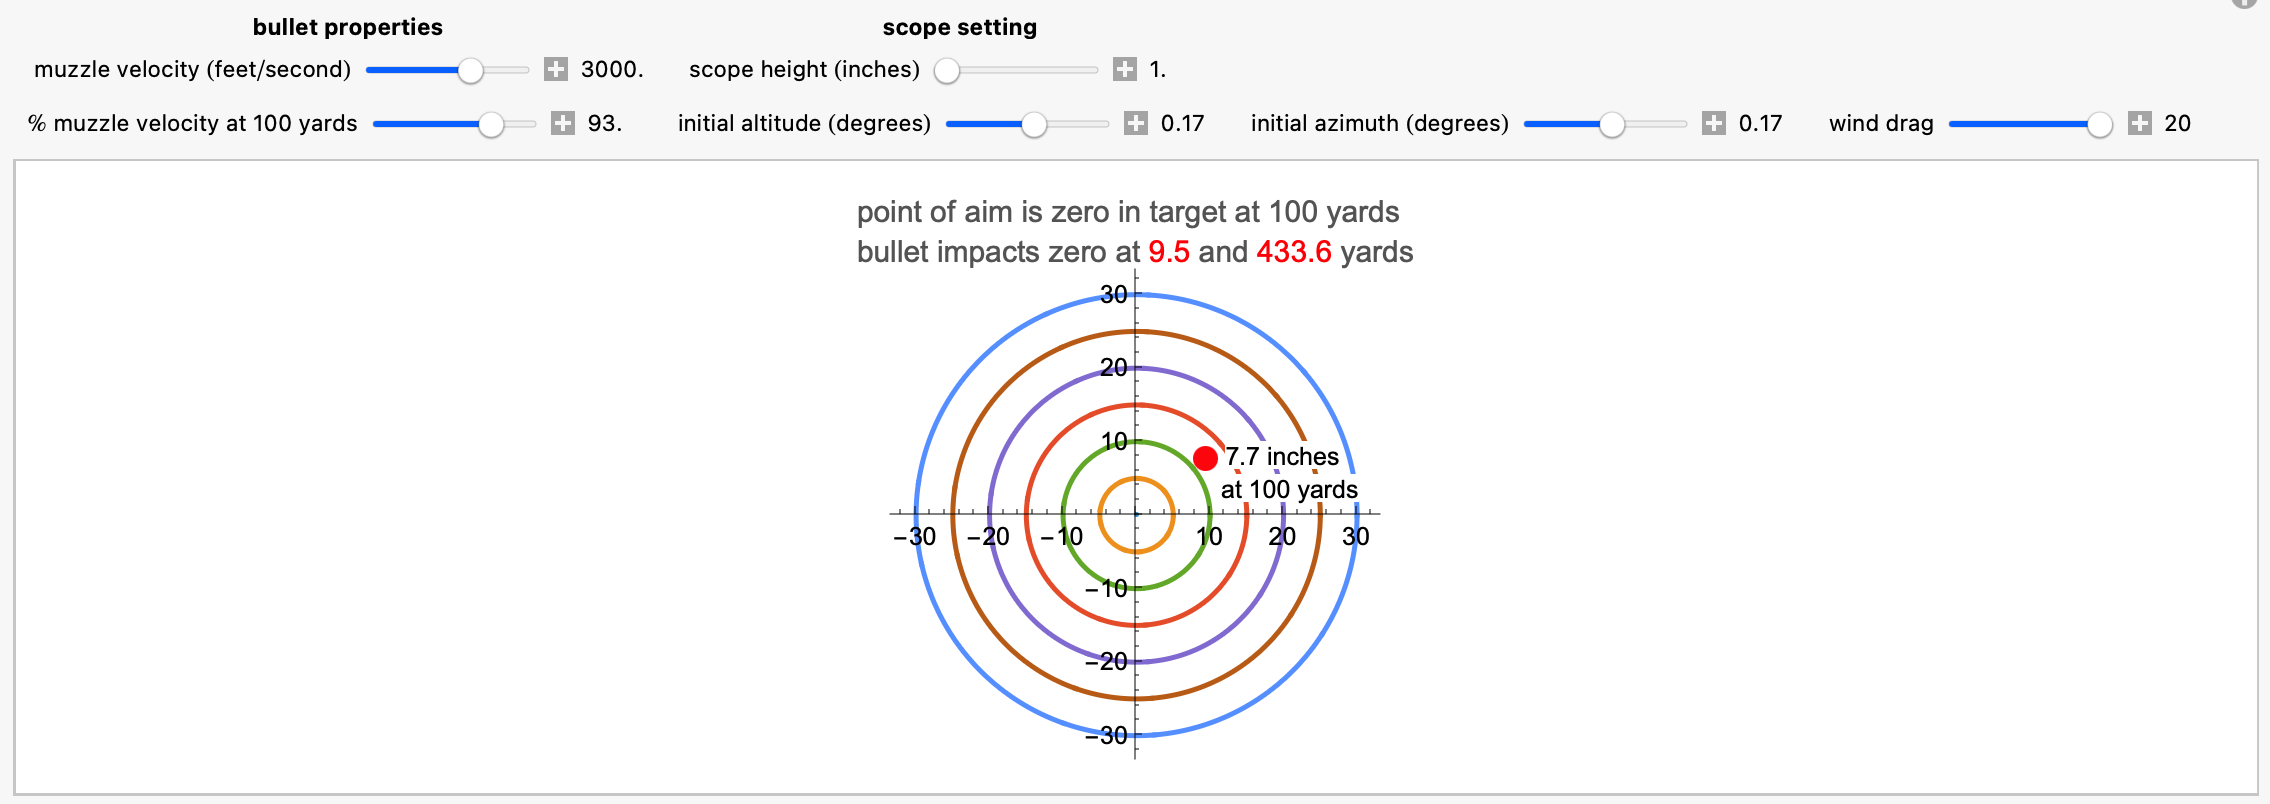 bullet properties
scope setting
muzzle velocity (feet/second) 3000.
scope height (inches) 1.
% muzzle velocity at 100 yards 93.
initial altitude (degrees) 0.17
initial azimuth (degrees) 0.17
wind drag 20
point of aim is zero in target at 100 yards
bullet impacts zero at 9.5 and 433.6 yards
30
20
10
7.7 inches
at 100 yards
−30 −20 −10 10 20 30
−10
−20
−30